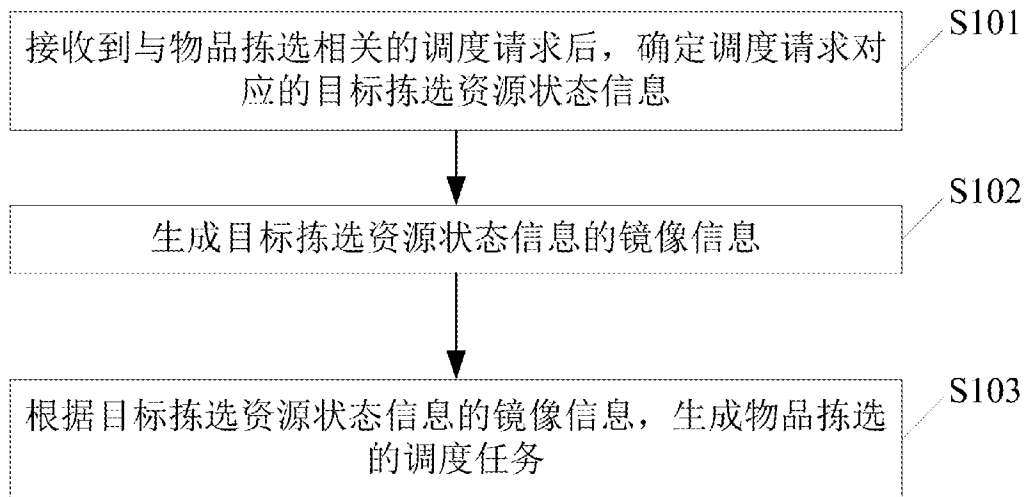 S101
接收到与物品拣选相关的调度请求后，确定调度请求对
应的目标拣选资源状态信息
S102
生成目标拣选资源状态信息的镜像信息
S103
根据目标拣选资源状态信息的镜像信息，生成物品拣选
的调度任务